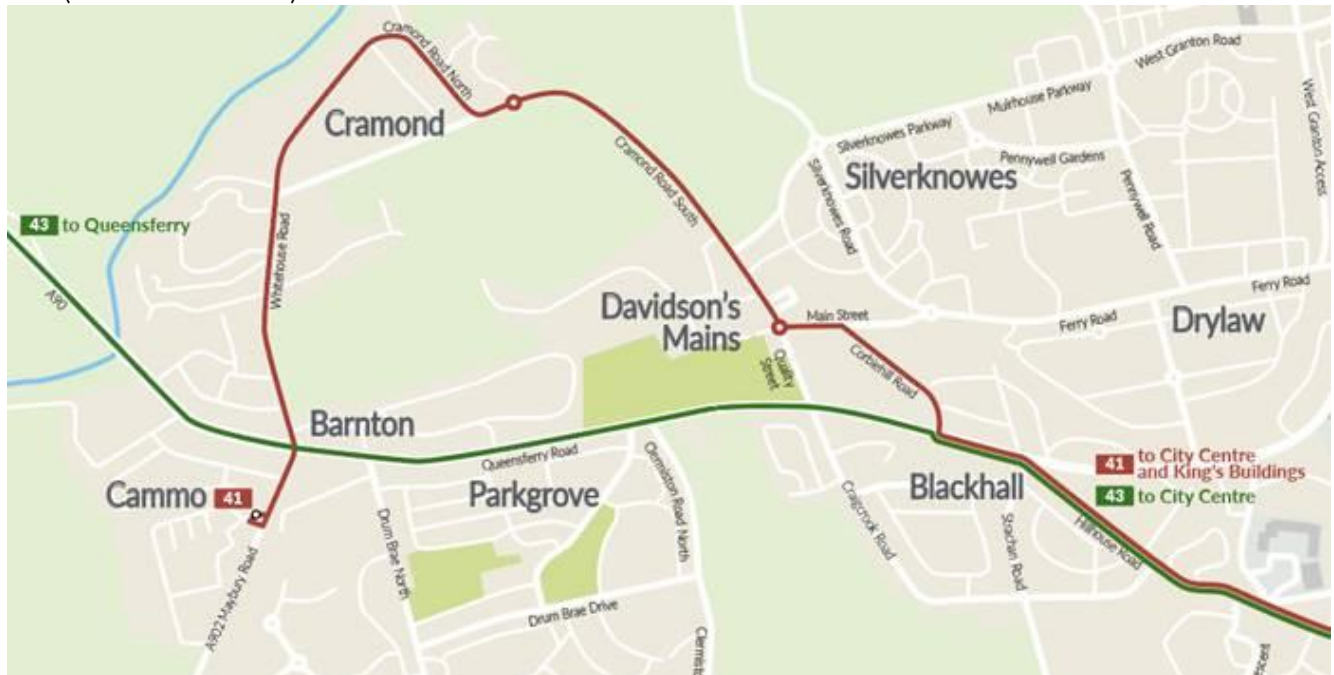 Cramond Road North
West Granton Road
Muirhouse Parkway
West Granton Access
Cramond
Silverknowes Parkway
Cramond Road South
Pennywell Gardens
Silverknowes
Silverknowes Road
Pennywell Road
43 to Queensferry
Whitehouse Road
A90
Ferry Road
Davidson's
Mains
Main Street
Ferry Road
Drylaw
Quality
Street
Corbiehill Road
Barnton
Queensferry Road
41 to City Centre
and King's Buildings
43 to City Centre
Cammo 41
Parkgrove
Ormiston Road North
Blackhall
Craigcrook Road
Strachan Road
Hillhouse Road
Drum Brae North
A902 Maybury Road
Drum Brae Drive
Clermist
escent